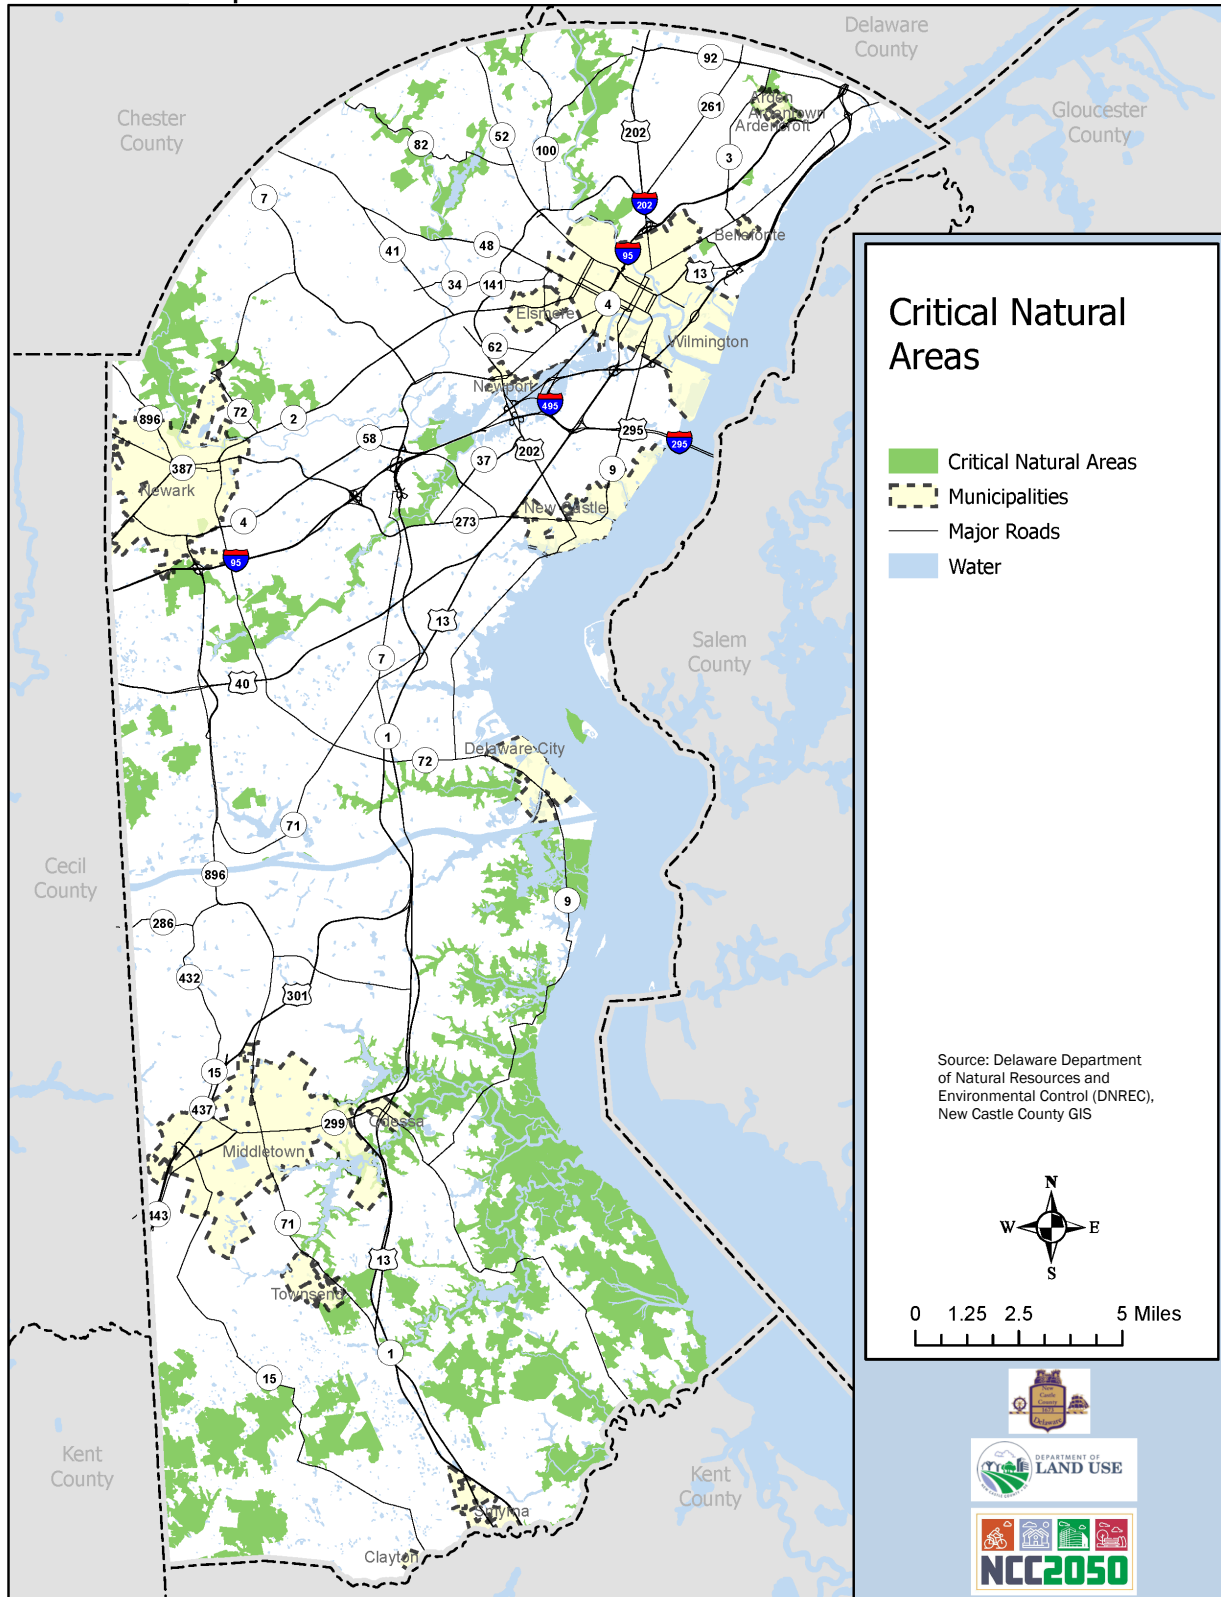 Delaware
County
Chester
County
Gloucester
County
92
261
202
52
100
82
3
Arden
Ardentown
Ardencroft
7
202
41
48
95
13
Bellefonte
34
141
4
Elsmere
62
Wilmington
Newport
495
896
72
2
58
295
295
202
37
9
387
Newark
New Castle
4
273
95
13
7
40
Salem
County
1
72
Delaware City
71
Cecil
County
896
9
286
432
301
15
437
299
Odessa
Middletown
143
71
13
Townsend
1
15
Kent
County
Kent
County
Smyrna
Clayton
Critical Natural
Areas
Critical Natural Areas
Municipalities
Major Roads
Water
Source: Delaware Department
of Natural Resources and
Environmental Control (DNREC),
New Castle County GIS
N
W E
S
0 1.25 2.5 5 Miles
New
Castle
County
Delaware
DEPARTMENT OF
LAND USE
NCC2050